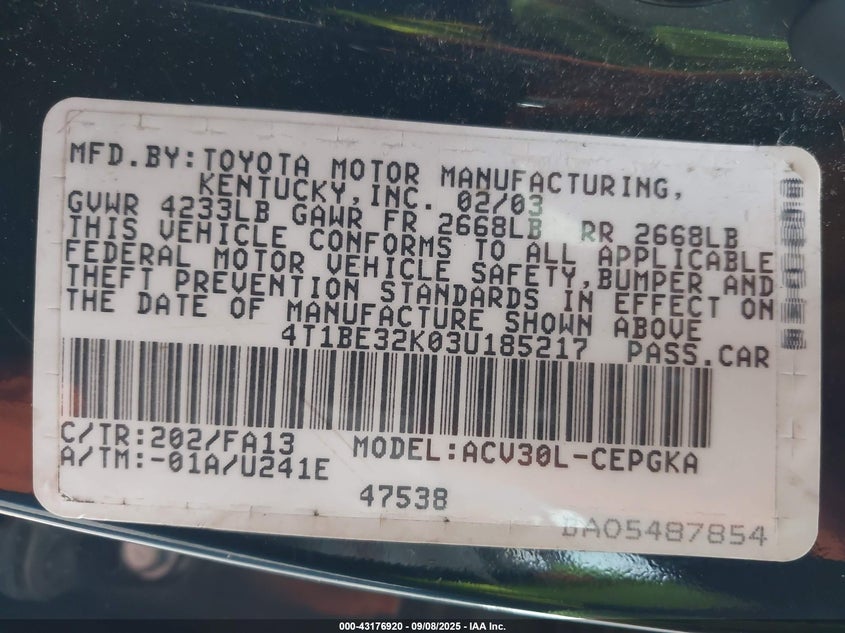 MFD.BY:TOYOTA MOTOR MANUFACTURING,
KENTUCKY,INC. 02/03
GVWR 4233LB GAWR FR 2668LB RR 2668LB
THIS VEHICLE CONFORMS TO ALL APPLICABLE
FEDERAL MOTOR VEHICLE SAFETY,BUMPER AND
THEFT PREVENTION STANDARDS IN EFFECT ON
THE DATE OF MANUFACTURE SHOWN ABOVE
4T1BE32K03U185217 PASS.CAR
C/TR:202/FA13 MODEL:ACV30L-CEPGKA
A/TM:-01A/U241E
47538
DA05487854
000-43176920 - 09/08/2025 - IAA Inc.